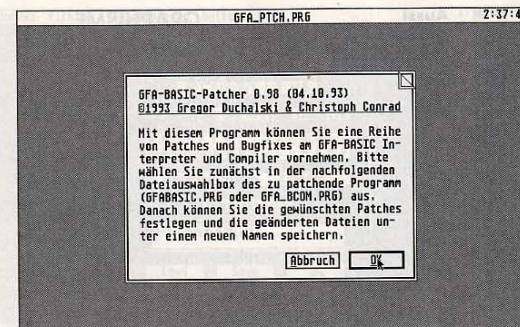 GFA_PTCH.PRG 2:37:4
GFA-BASIC-Patcher 0.98 (04.10.93)
©1993 Gregor Duchalski & Christoph Conrad
Mit diesem Programm können Sie eine Reihe
von Patches und Bugfixes am GFA-BASIC In-
terpreter und Compiler vornehmen. Bitte
wählen Sie zunächst in der nachfolgenden
Dateiauswahlbox das zu patchende Programm
(GFABASIC.PRG oder GFA_BCOM.PRG) aus.
Danach können Sie die gewünschten Patches
festlegen und die geänderten Dateien un-
ter einem neuen Namen speichern.
Abbruch OK